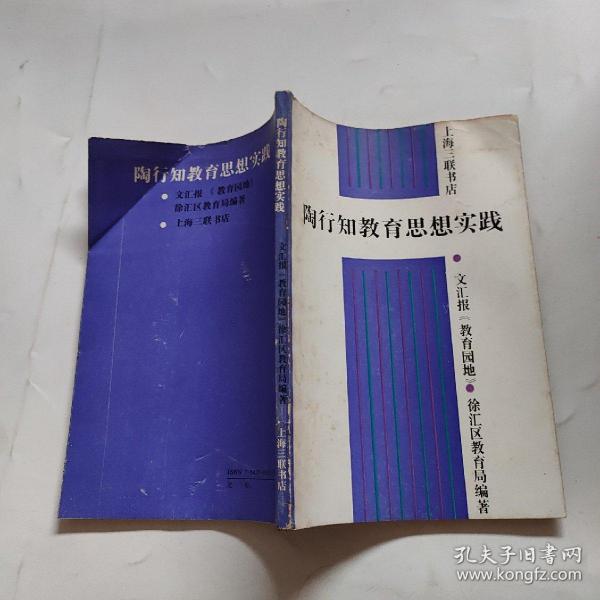 陶行知教育思想实践
文汇报《教育园地》
徐汇区教育局编著
上海三联书店
陶行知教育思想实践
文汇报《教育园地》徐汇区教育局编著
上海三联书店
上海三联书店
陶行知教育思想实践
文汇报《教育园地》
徐汇区教育局编著
孔夫子旧书网
www.kongfz.com